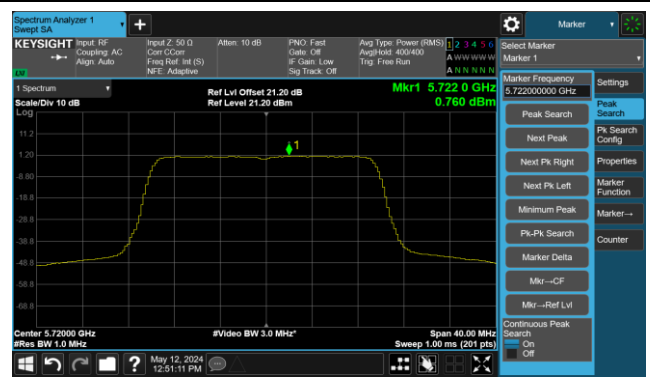 Spectrum Analyzer 1
Swept SA
Marker
KEYSIGHT
Input: RF
Coupling: AC
Align: Auto
Input Z: 50 Ω
Corr CCorr
Freq Ref: Int (S)
NFE: Adaptive
Atten: 10 dB
PNO: Fast
Gate: Off
IF Gain: Low
Sig Track: Off
Avg Type: Power (RMS)
Avg|Hold: 400/400
Trig: Free Run
1 2 3 4 5 6
A W W W W W
A N N N N N
LXI
Select Marker
Marker 1
1 Spectrum
Scale/Div 10 dB
Log
Ref Lvl Offset 21.20 dB
Ref Level 21.20 dBm
Mkr1 5.722 0 GHz
0.760 dBm
11.2
1.20
-8.80
-18.8
-28.8
-38.8
-48.8
-58.8
-68.8
1
Center 5.72000 GHz
#Res BW 1.0 MHz
#Video BW 3.0 MHz*
Span 40.00 MHz
Sweep 1.00 ms (201 pts)
Marker Frequency
5.722000000 GHz
Peak Search
Next Peak
Next Pk Right
Next Pk Left
Minimum Peak
Pk-Pk Search
Marker Delta
Mkr→CF
Mkr→Ref Lvl
Continuous Peak
Search
On
Off
Settings
Peak
Search
Pk Search
Config
Properties
Marker
Function
Marker→
Counter
?
May 12, 2024
12:51:11 PM